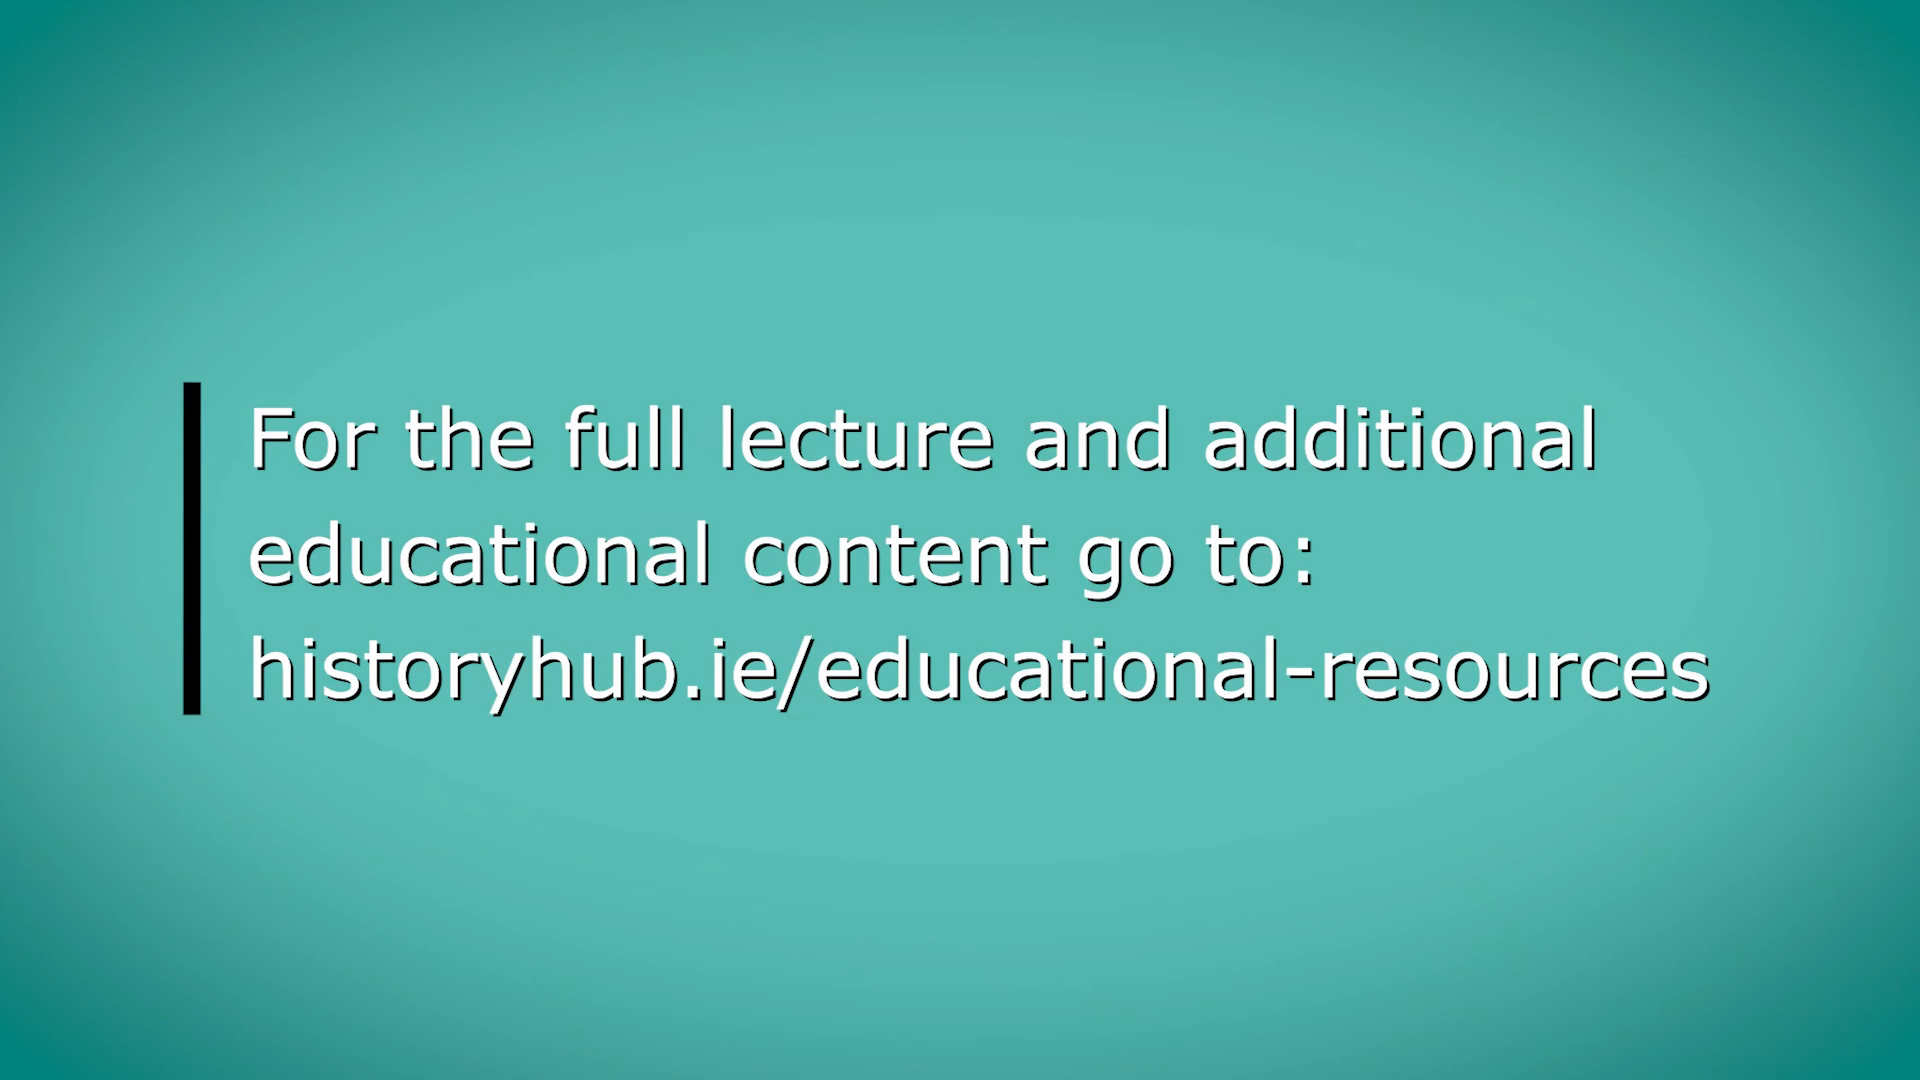 For the full lecture and additional
educational content go to:
historyhub.ie/educational-resources